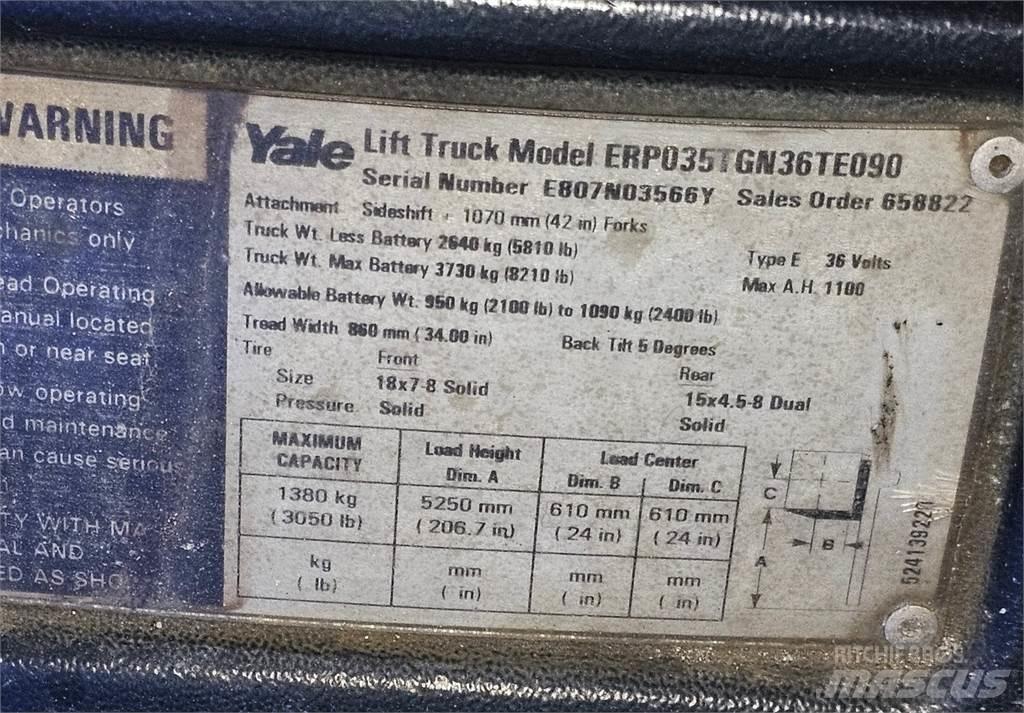 WARNING
Operators
chanics only
ead Operating
anual located
n or near seat
ow operating
d maintenance
an cause seriou
TY WITH MA
AL AND
ED AS SHO
Yale Lift Truck Model ERP035TGN36TE090
Serial Number E807N03566Y Sales Order 658822
Attachment Sideshift + 1070 mm (42 in) Forks
Truck Wt. Less Battery 2640 kg (5810 lb) Type E 36 Volts
Truck Wt. Max Battery 3730 kg (8210 lb) Max A.H. 1100
Allowable Battery Wt. 950 kg (2100 lb) to 1090 kg (2400 lb)
Tread Width 860 mm (34.00 in) Back Tilt 5 Degrees
Tire Front Rear
Size 18x7-8 Solid 15x4.5-8 Dual
Pressure Solid Solid
MAXIMUM CAPACITY Load Height Dim. A Load Center Dim. B Dim. C
1380 kg 5250 mm 610 mm 610 mm
(3050 lb) (206.7 in) (24 in) (24 in)
kg mm mm mm
( lb) ( in) ( in) ( in)
C
B
A
524139220
RITCHIE BROS
MASCUS